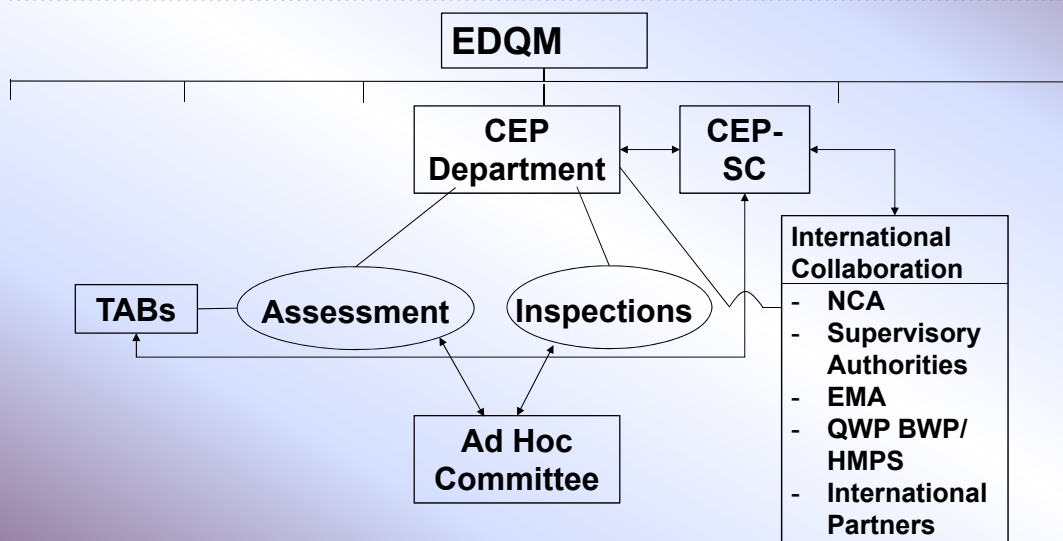 EDQM
CEP
Department
CEP-
SC
International
Collaboration
- NCA
- Supervisory
Authorities
- EMA
- QWP BWP/
HMPS
- International
Partners
TABs
Assessment
Inspections
Ad Hoc
Committee